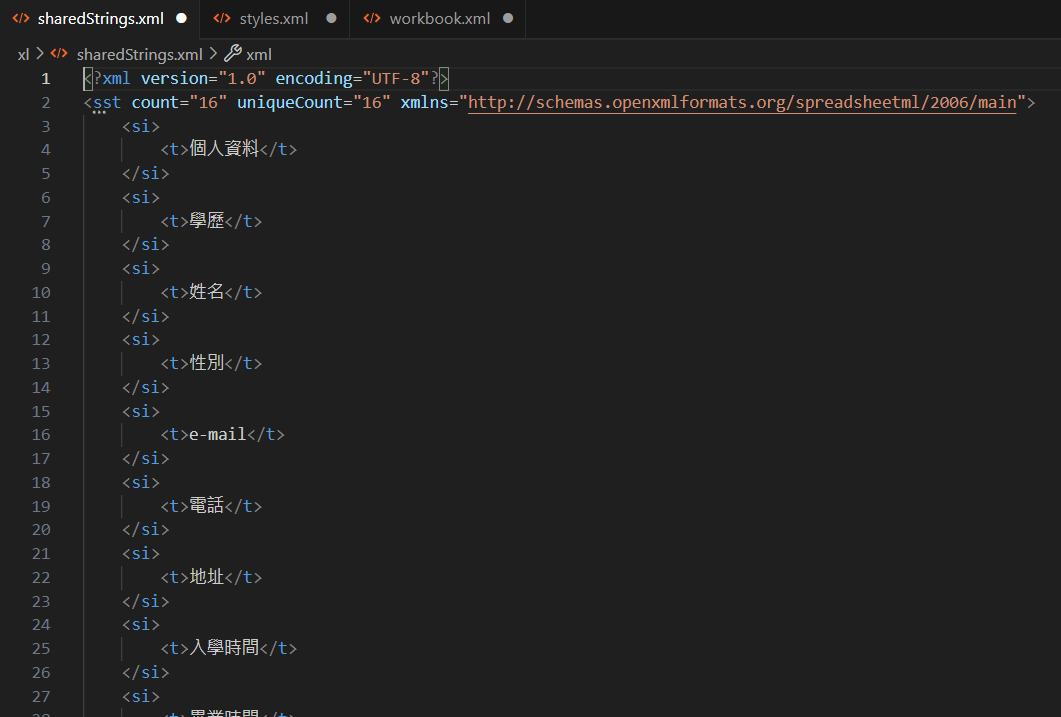 sharedStrings.xml styles.xml workbook.xml
xl > sharedStrings.xml > xml
1 <?xml version="1.0" encoding="UTF-8"?>
2 <sst count="16" uniqueCount="16" xmlns="http://schemas.openxmlformats.org/spreadsheetml/2006/main">
3 <si>
4 <t>個人資料</t>
5 </si>
6 <si>
7 <t>學歷</t>
8 </si>
9 <si>
10 <t>姓名</t>
11 </si>
12 <si>
13 <t>性別</t>
14 </si>
15 <si>
16 <t>e-mail</t>
17 </si>
18 <si>
19 <t>電話</t>
20 </si>
21 <si>
22 <t>地址</t>
23 </si>
24 <si>
25 <t>入學時間</t>
26 </si>
27 <si>
28 <t>畢業時間</t>